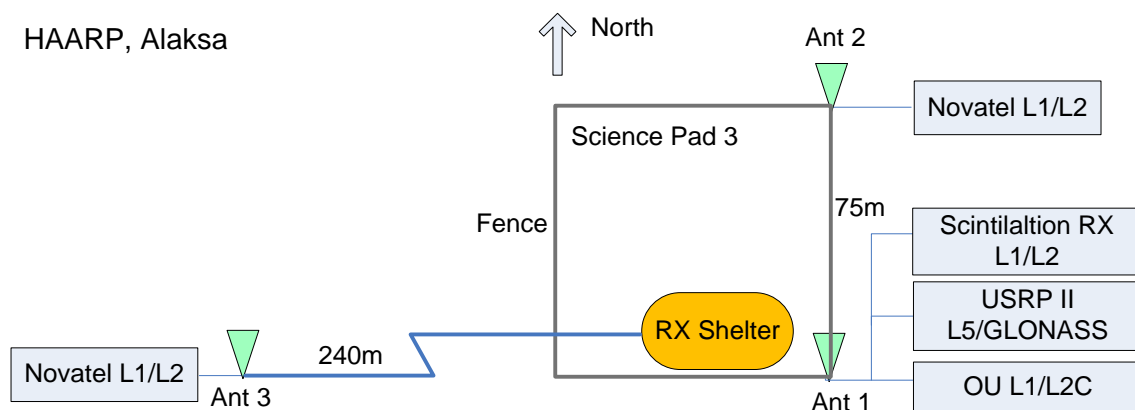 HAARP, Alaksa
North
Ant 2
Novatel L1/L2
Science Pad 3
Fence
75m
Scintilaltion RX
L1/L2
USRP II
L5/GLONASS
RX Shelter
240m
Novatel L1/L2
Ant 3
Ant 1
OU L1/L2C